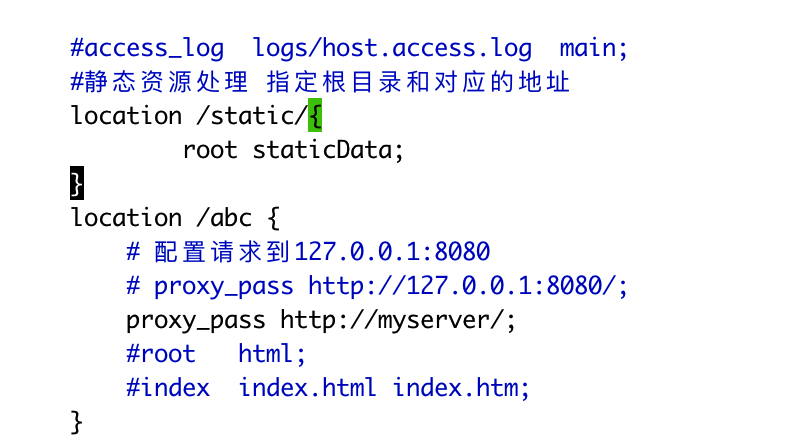 #access_log  logs/host.access.log  main;
#静态资源处理 指定根目录和对应的地址
location /static/{
        root staticData;
}
location /abc {
    # 配置请求到127.0.0.1:8080
    # proxy_pass http://127.0.0.1:8080/;
    proxy_pass http://myserver/;
    #root   html;
    #index  index.html index.htm;
}